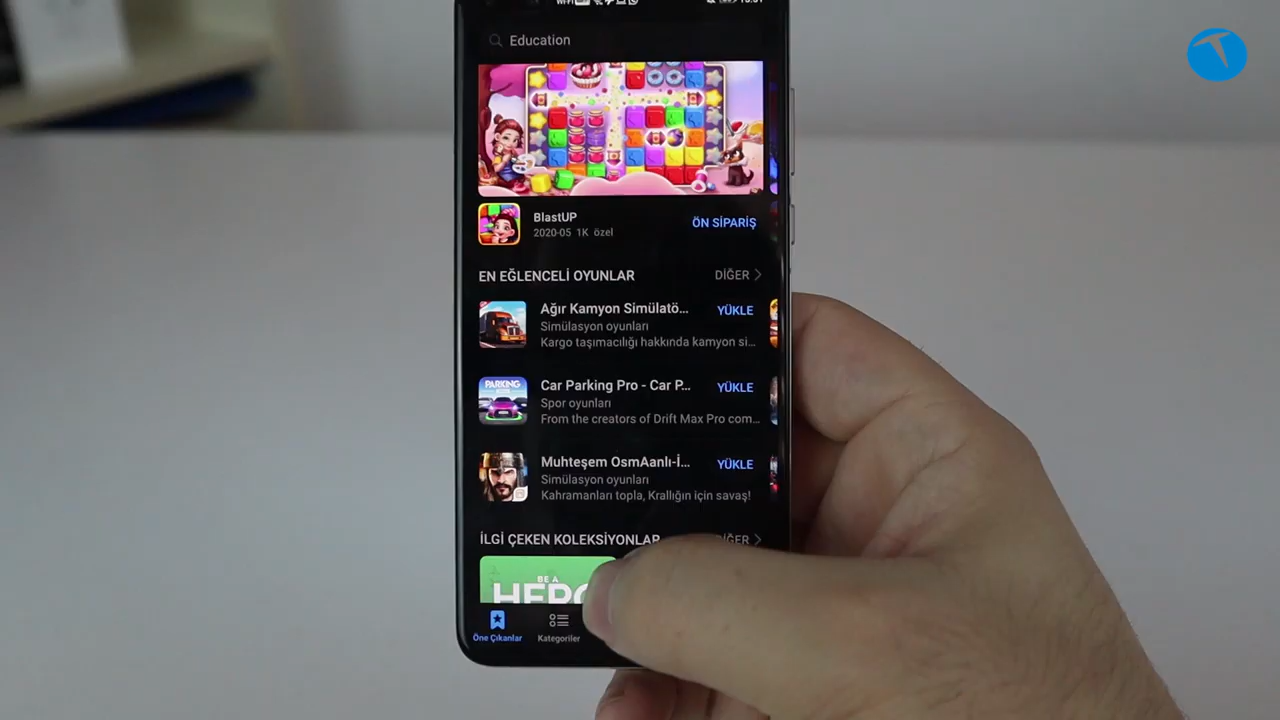 Education
BlastUP
2020-05 1K özel
ÖN SİPARİŞ
EN EĞLENCELİ OYUNLAR
DİĞER
Ağır Kamyon Simülatö...
YÜKLE
Simülasyon oyunları
Kargo taşımacılığı hakkında kamyon si...
PARKING
Car Parking Pro - Car P...
YÜKLE
Spor oyunları
From the creators of Drift Max Pro com...
Muhteşem OsmAanlı-İ...
YÜKLE
Simülasyon oyunları
Kahramanları topla, Krallığın için savaş!
İLGİ ÇEKEN KOLEKSİYONLAR
DİĞER
BE A
Öne Çıkanlar
Kategoriler